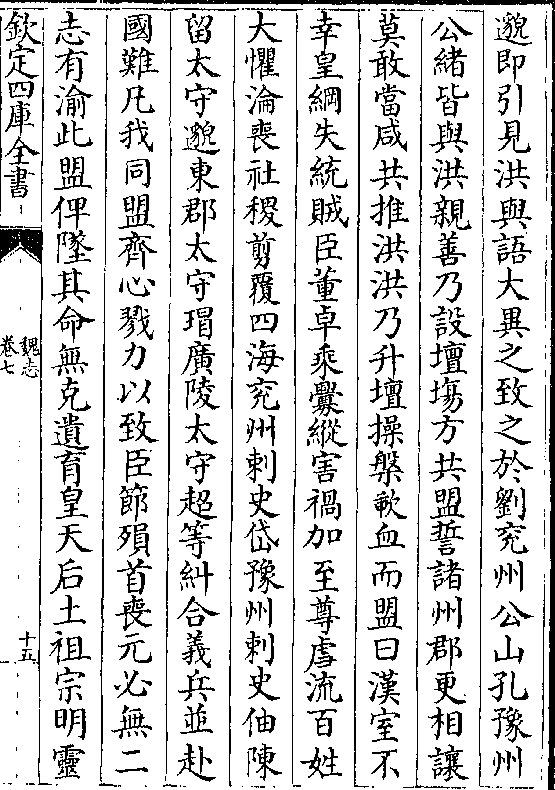 邈即引見洪與語大異之致之於劉兖州公山孔豫州
公緒皆與洪親善乃設壇塲方共盟誓諸州郡更相讓
莫敢當咸共推洪洪乃升壇操槃歃血而盟曰漢室不
幸皇綱失統賊臣董卓乘釁縱害禍加至尊虐流百姓
大懼淪喪社稷剪覆四海兖州刺史岱豫州刺史伷陳
留太守邈東郡太守瑁廣陵太守超等糾合義兵並赴
國難凡我同盟齊心戮力以致臣節殞首喪元必無二
志有渝此盟俾墜其命無克遺育皇天后土祖宗明靈
欽定四庫全書
魏志
卷七
十五